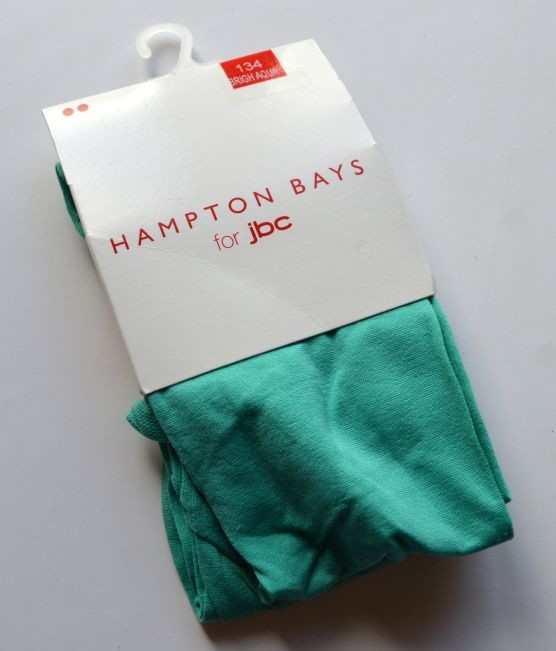 134
BRIGH AQUA
HAMPTON BAYS
for jbc